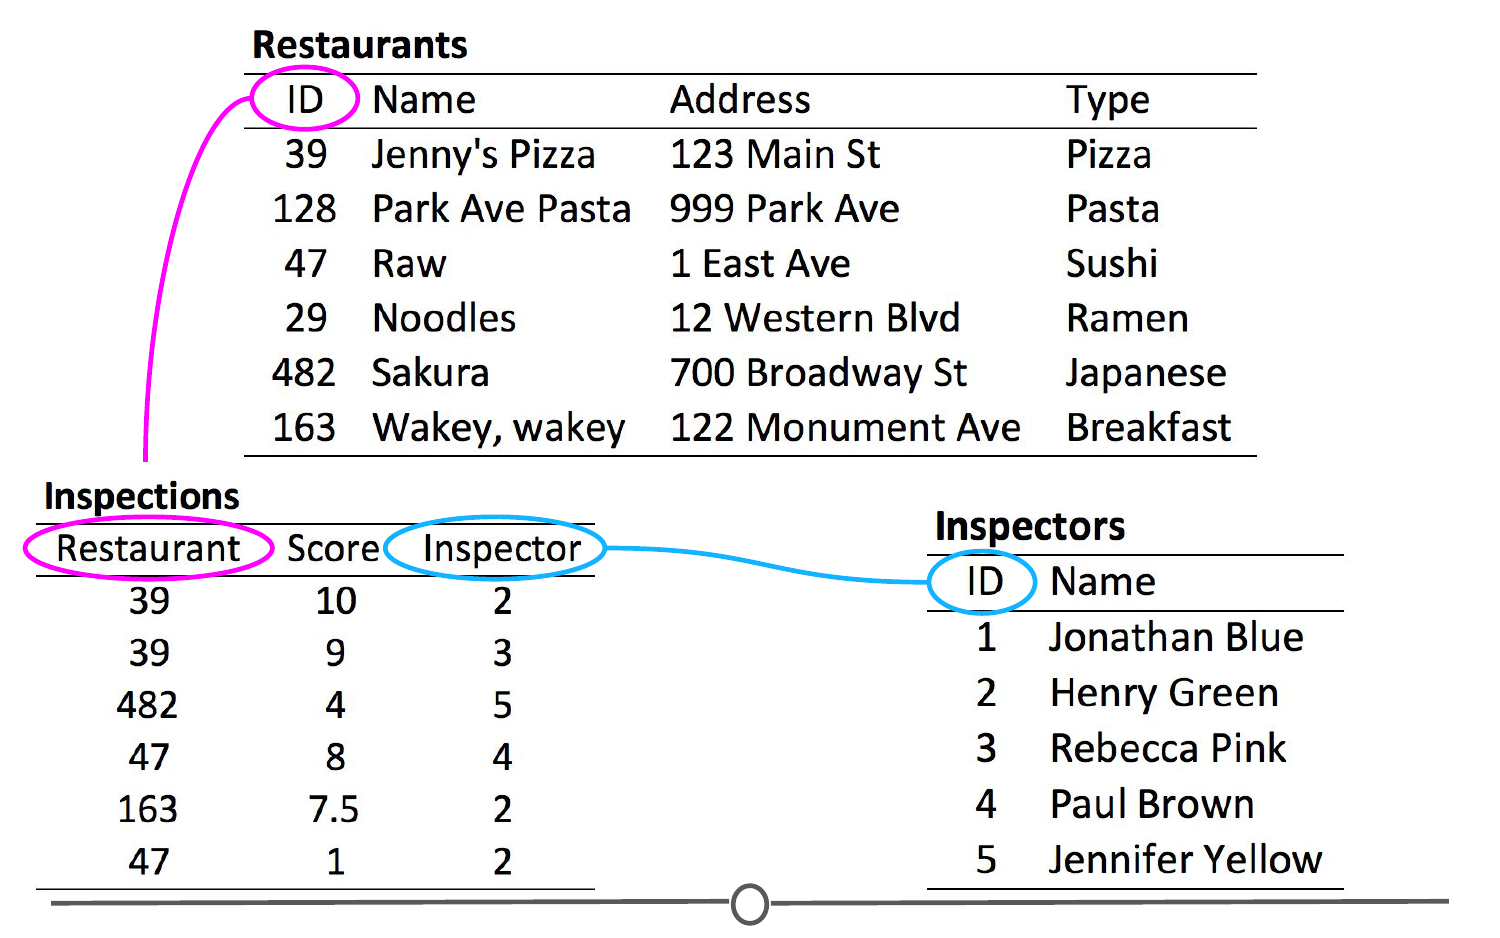 Restaurants
ID Name Address Type
39 Jenny's Pizza 123 Main St Pizza
128 Park Ave Pasta 999 Park Ave Pasta
47 Raw 1 East Ave Sushi
29 Noodles 12 Western Blvd Ramen
482 Sakura 700 Broadway St Japanese
163 Wakey, wakey 122 Monument Ave Breakfast
Inspections
Restaurant Score Inspector
39 10 2
39 9 3
482 4 5
47 8 4
163 7.5 2
47 1 2
Inspectors
ID Name
1 Jonathan Blue
2 Henry Green
3 Rebecca Pink
4 Paul Brown
5 Jennifer Yellow